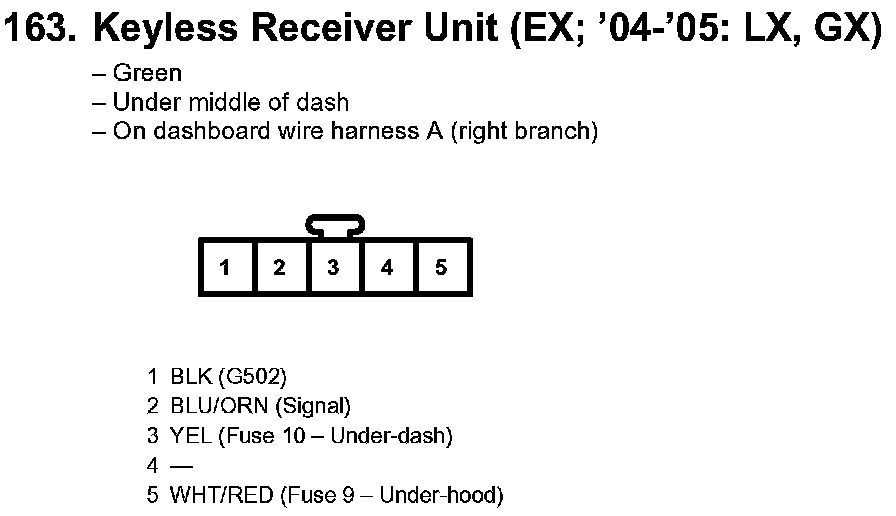 163. Keyless Receiver Unit (EX; ’04-’05: LX, GX)
– Green
– Under middle of dash
– On dashboard wire harness A (right branch)
1 2 3 4 5
1 BLK (G502)
2 BLU/ORN (Signal)
3 YEL (Fuse 10 – Under-dash)
4 —
5 WHT/RED (Fuse 9 – Under-hood)